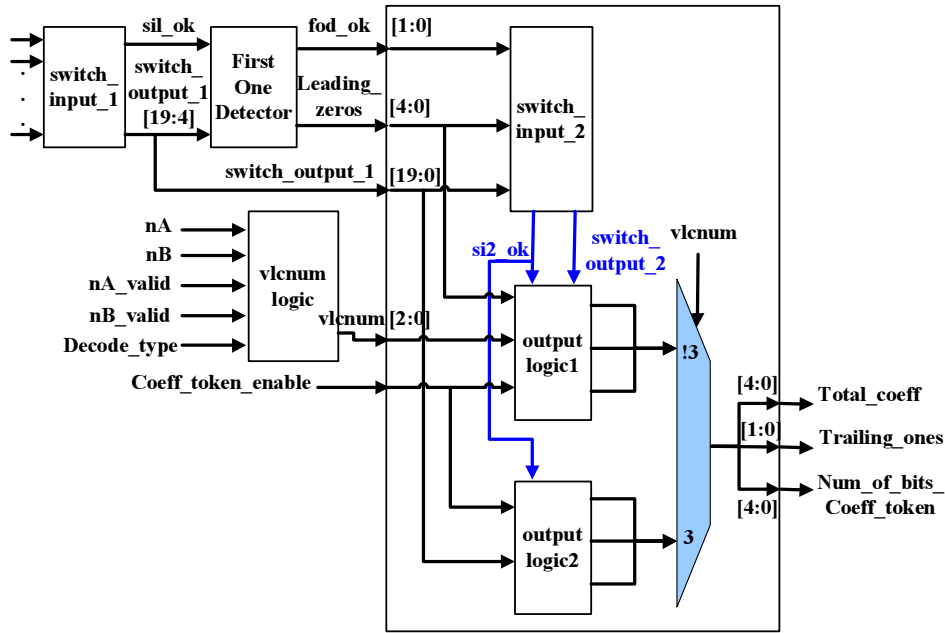 sil_ok
fod_ok
[1:0]
switch_
input_1
switch_
output_1
[19:4]
First
One
Detector
Leading_
zeros
[4:0]
switch_
input_2
switch_output_1
[19:0]
nA
nB
nA_valid
nB_valid
Decode_type
vlcnum
logic
vlcnum
[2:0]
Coeff_token_enable
si2_ok
switch_
output_2
vlcnum
output
logic1
!3
output
logic2
3
[4:0]
Total_coeff
[1:0]
Trailing_ones
[4:0]
Num_of_bits_
Coeff_token